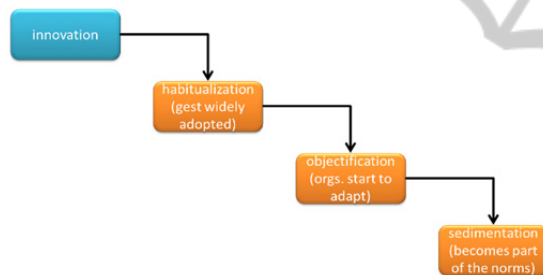 innovation
habitualization
(gest widely
adopted)
objectification
(orgs. start to
adapt)
sedimentation
(becomes part
of the norms)